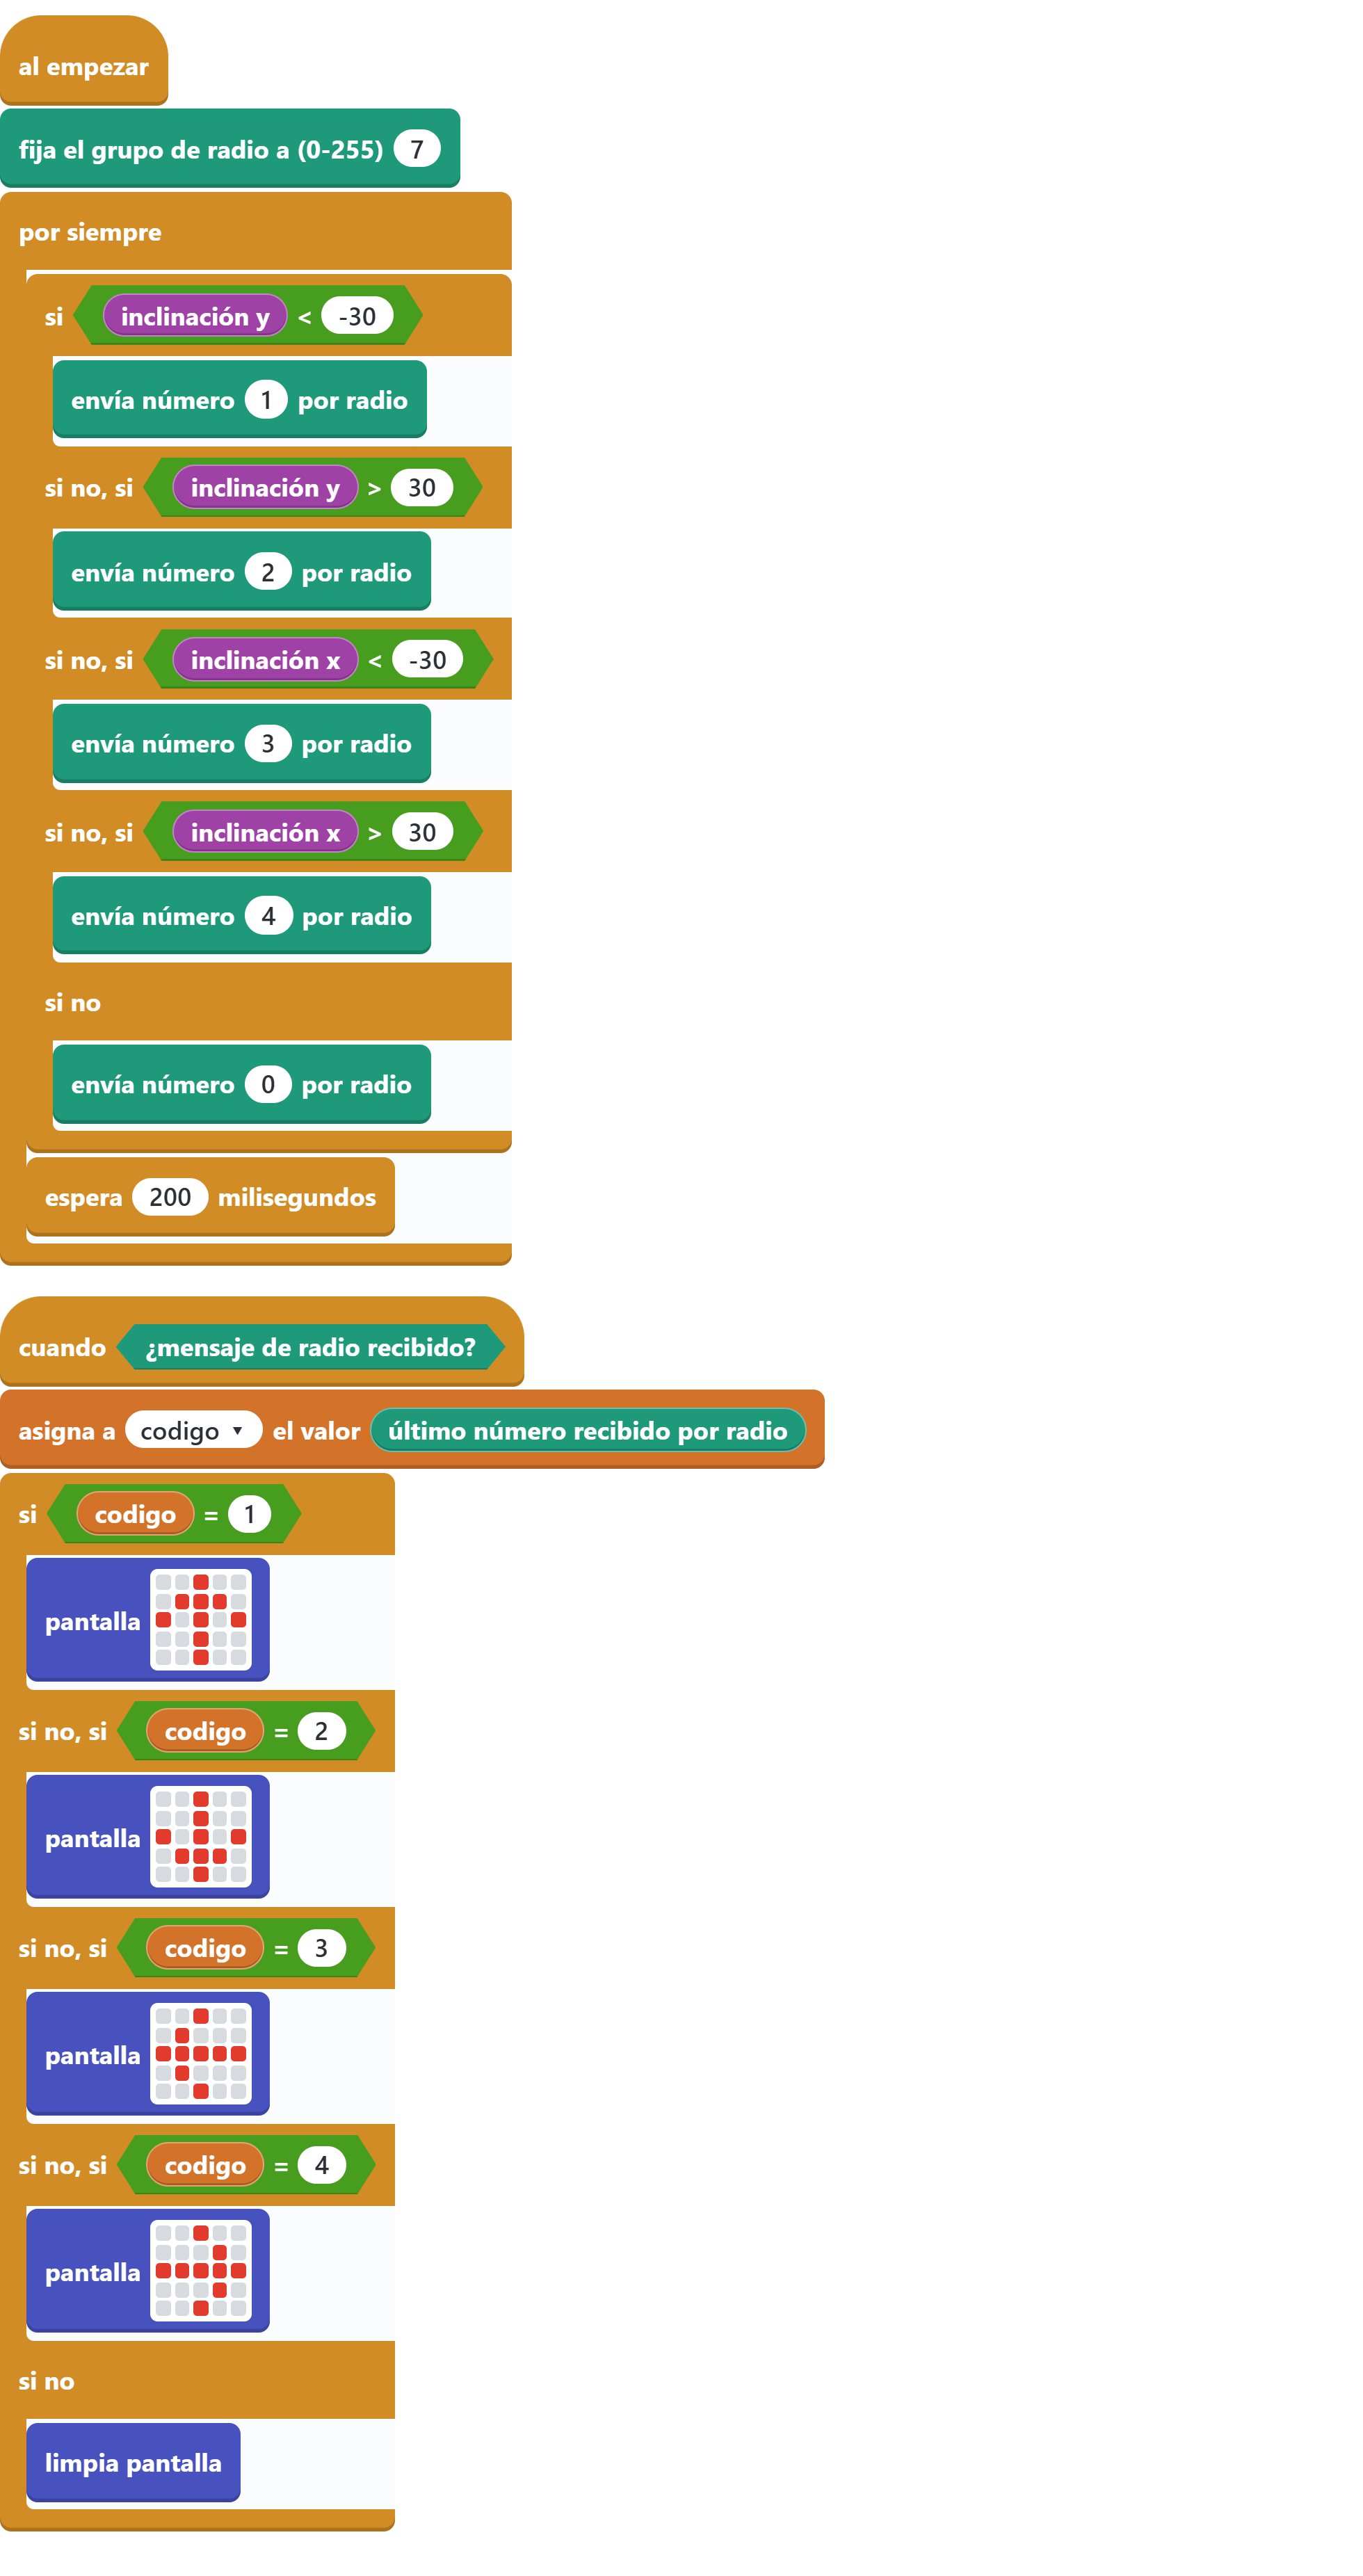 al empezar
fija el grupo de radio a (0-255) 7
por siempre
si inclinación y < -30
envía número 1 por radio
si no, si inclinación y > 30
envía número 2 por radio
si no, si inclinación x < -30
envía número 3 por radio
si no, si inclinación x > 30
envía número 4 por radio
si no
envía número 0 por radio
espera 200 milisegundos
cuando ¿mensaje de radio recibido?
asigna a codigo ▼ el valor último número recibido por radio
si codigo = 1
pantalla
si no, si codigo = 2
pantalla
si no, si codigo = 3
pantalla
si no, si codigo = 4
pantalla
si no
limpia pantalla